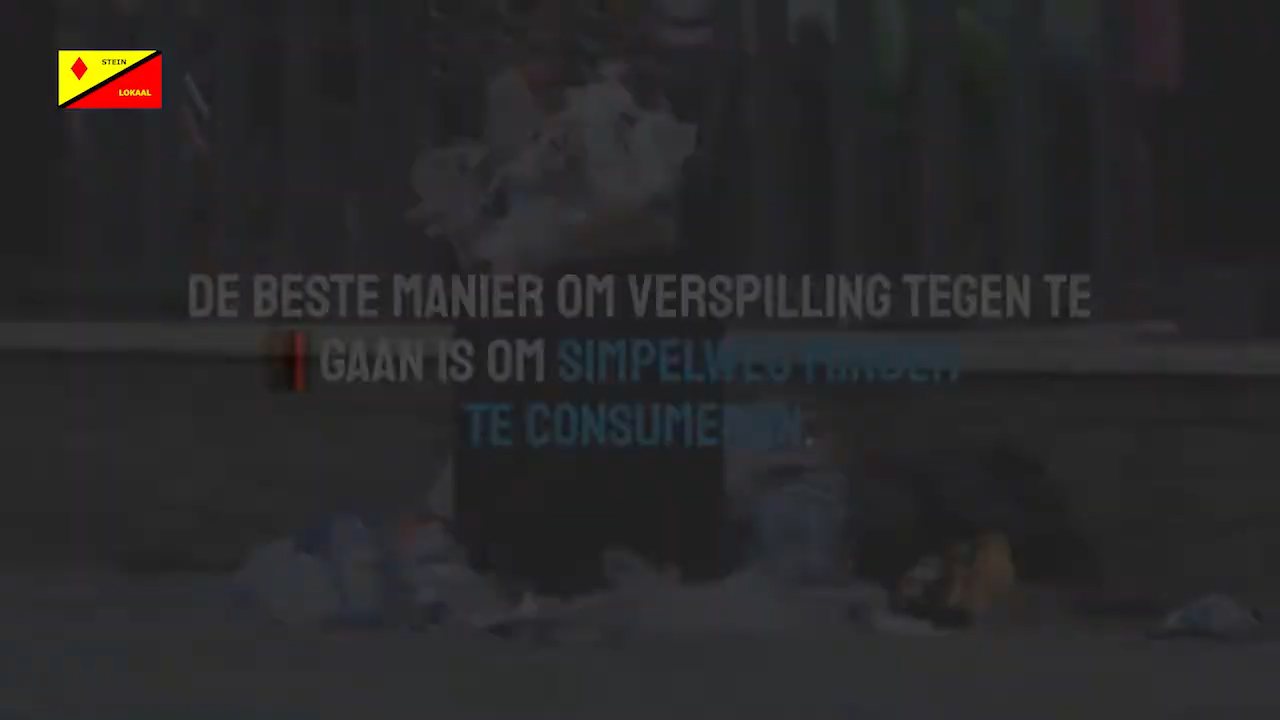 STEIN
LOKAAL
DE BESTE MANIER OM VERSPILLING TEGEN TE
GAAN IS OM SIMPELWEG MINDER
TE CONSUMEREN.